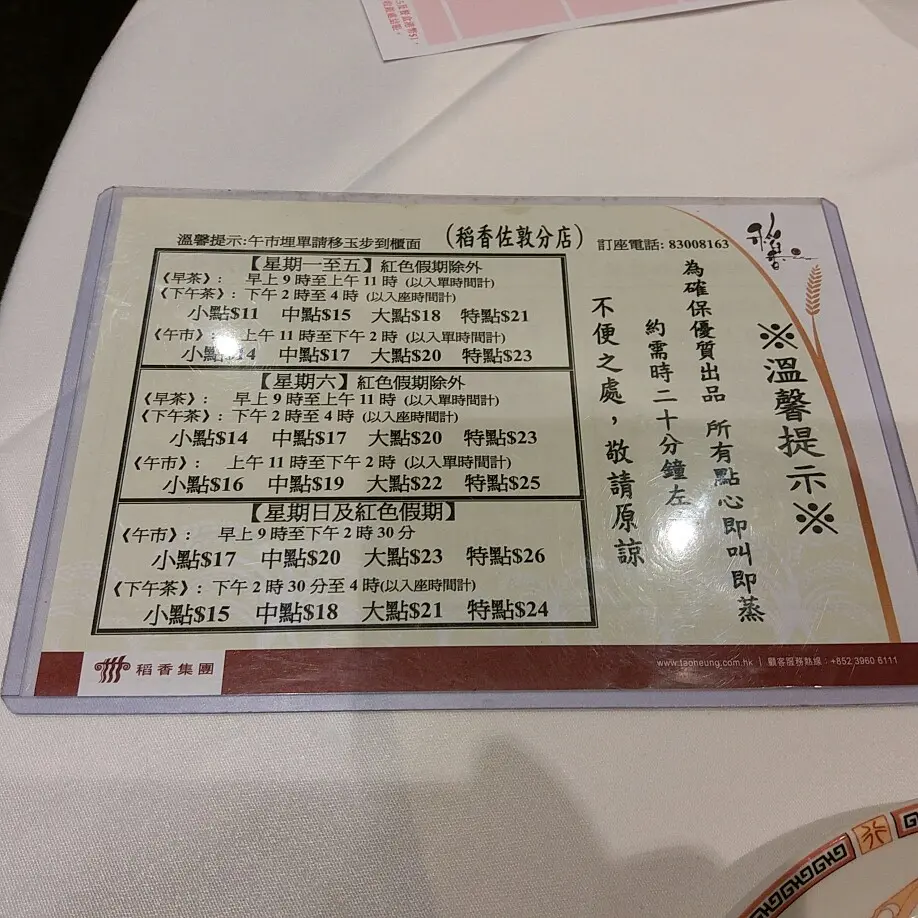 溫馨提示:午市埋單請移玉步到櫃面 (稻香佐敦分店) 訂座電話: 83008163
【星期一至五】紅色假期除外
《早茶》: 早上 9 時至上午 11 時 (以入單時間計)
《下午茶》: 下午 2 時至 4 時 (以入座時間計)
小點$11 中點$15 大點$18 特點$21
《午市》: 上午 11 時至下午 2 時 (以入單時間計)
中點$17 大點$20 特點$23
【星期六】紅色假期除外
《早茶》: 早上 9 時至上午 11 時 (以入單時間計)
《下午茶》: 下午 2 時至 4 時 (以入座時間計)
小點$14 中點$17 大點$20 特點$23
《午市》: 上午 11 時至下午 2 時 (以入單時間計)
小點$16 中點$19 大點$22 特點$25
【星期日及紅色假期】
《午市》: 早上 9 時至下午 2 時 30 分
小點$17 中點$20 大點$23 特點$26
《下午茶》: 下午 2 時 30 分至 4 時(以入座時間計)
小點$15 中點$18 大點$21 特點$24
稻香
※溫馨提示※
為確保優質出品 所有點心即叫即蒸
約需時二十分鐘左
不便之處,敬請原諒
稻香集團
www.taoheung.com.hk | 顧客服務熱線：+852 3960 6111